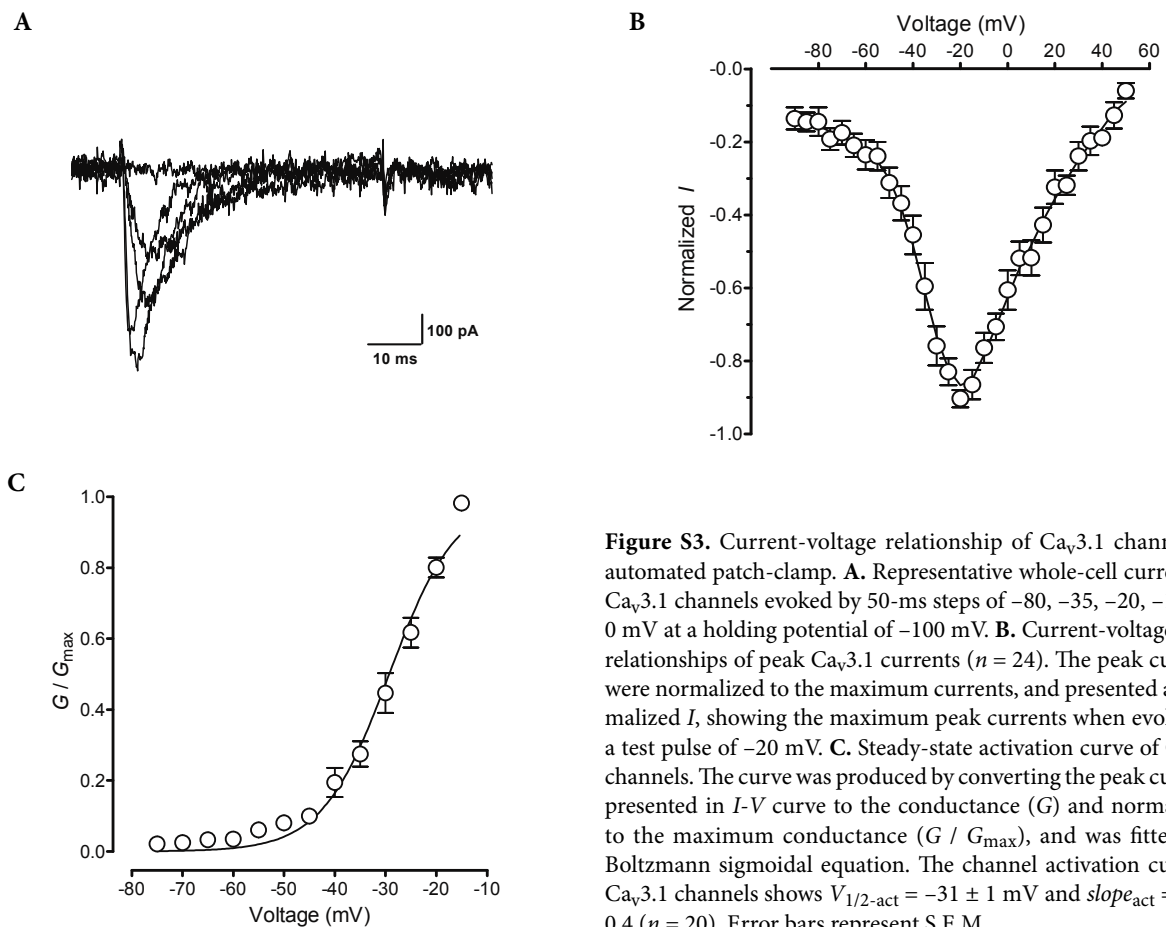 A
100 pA
10 ms
B
Voltage (mV)
-80 -60 -40 -20 0 20 40 60
-0.0
-0.2
-0.4
-0.6
-0.8
-1.0
Normalized I
C
1.0
0.8
0.6
0.4
0.2
0.0
G / Gmax
-80 -70 -60 -50 -40 -30 -20 -10
Voltage (mV)
Figure S3. Current-voltage relationship of Cav3.1 chann
automated patch-clamp. A. Representative whole-cell curre
Cav3.1 channels evoked by 50-ms steps of –80, –35, –20, –
0 mV at a holding potential of –100 mV. B. Current-voltage
relationships of peak Cav3.1 currents (n = 24). The peak cu
were normalized to the maximum currents, and presented a
malized I, showing the maximum peak currents when evok
a test pulse of –20 mV. C. Steady-state activation curve of
channels. The curve was produced by converting the peak cu
presented in I-V curve to the conductance (G) and norma
to the maximum conductance (G / Gmax), and was fitte
Boltzmann sigmoidal equation. The channel activation cu
Cav3.1 channels shows V1/2-act = –31 ± 1 mV and slopeact =
0.4 (n = 20). Error bars represent S.E.M.